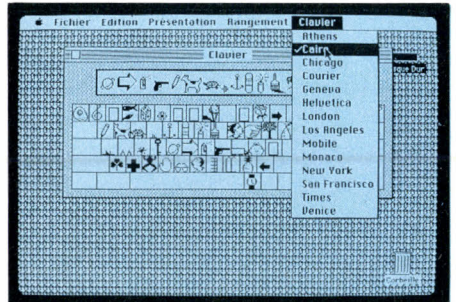 Fichier Edition Présentation Rangement Clavier
Clavier
Athens
✓Cairo
Chicago
Courier
Geneva
Helvetica
London
Los Angeles
Mobile
Monaco
New York
San Francisco
Times
Venice
Corbeille